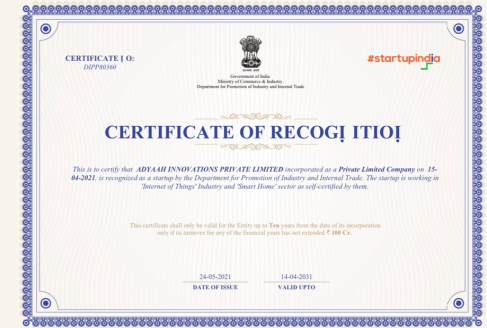 CERTIFICATE Į O:
DIPP80360
#startupindia
Government of India
Ministry of Commerce & Industry
Department for Promotion of Industry and Internal Trade
CERTIFICATE OF RECOGĮ ITIOĮ
This is to certify that ADYAAH INNOVATIONS PRIVATE LIMITED incorporated as a Private Limited Company on 15-
04-2021, is recognized as a startup by the Department for Promotion of Industry and Internal Trade. The startup is working in
'Internet of Things' Industry and 'Smart Home' sector as self-certified by them.
This certificate shall only be valid for the Entity up to Ten years from the date of its incorporation
only if its turnover for any of the financial years has not extended ₹ 100 Cr.
24-05-2021
14-04-2031
DATE OF ISSUE
VALID UPTO